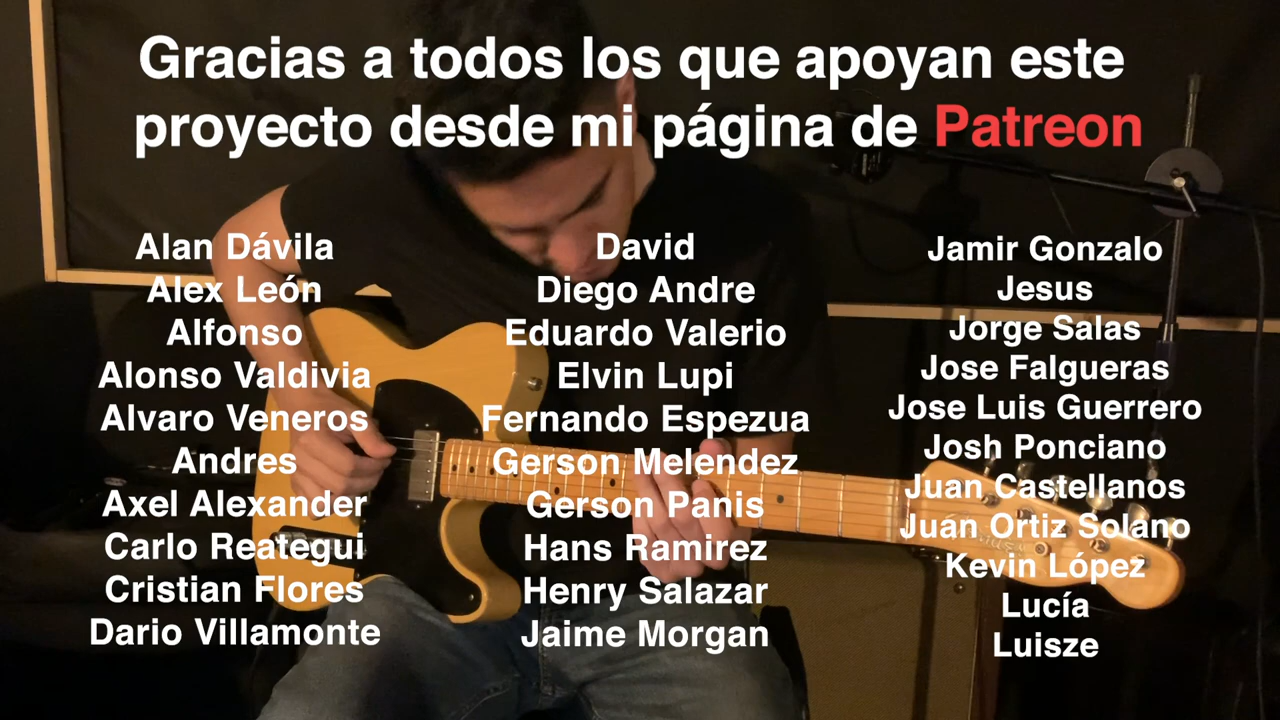 Gracias a todos los que apoyan este
proyecto desde mi página de Patreon
Alan Dávila
Alex León
Alfonso
Alonso Valdivia
Alvaro Veneros
Andres
Axel Alexander
Carlo Reategui
Cristian Flores
Dario Villamonte
David
Diego Andre
Eduardo Valerio
Elvin Lupi
Fernando Espezua
Gerson Melendez
Gerson Panis
Hans Ramirez
Henry Salazar
Jaime Morgan
Jamir Gonzalo
Jesus
Jorge Salas
Jose Falgueras
Jose Luis Guerrero
Josh Ponciano
Juan Castellanos
Juan Ortiz Solano
Kevin López
Lucía
Luisze